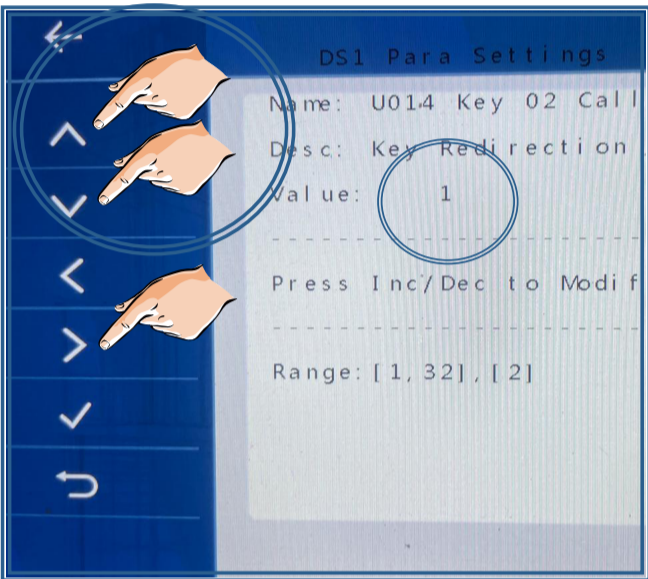 DS1 Para Settings
Name: U014 Key 02 Call
Desc: Key Redirection
Value: 1
Press Inc/Dec to Modif
Range:[1,32],[2]